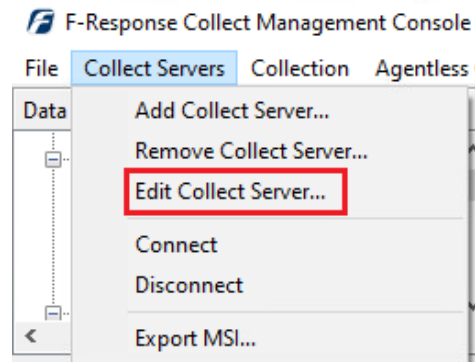 F-Response Collect Management Console
File Collect Servers Collection Agentless
Data
Add Collect Server...
Remove Collect Server...
Edit Collect Server...
Connect
Disconnect
Export MSI...